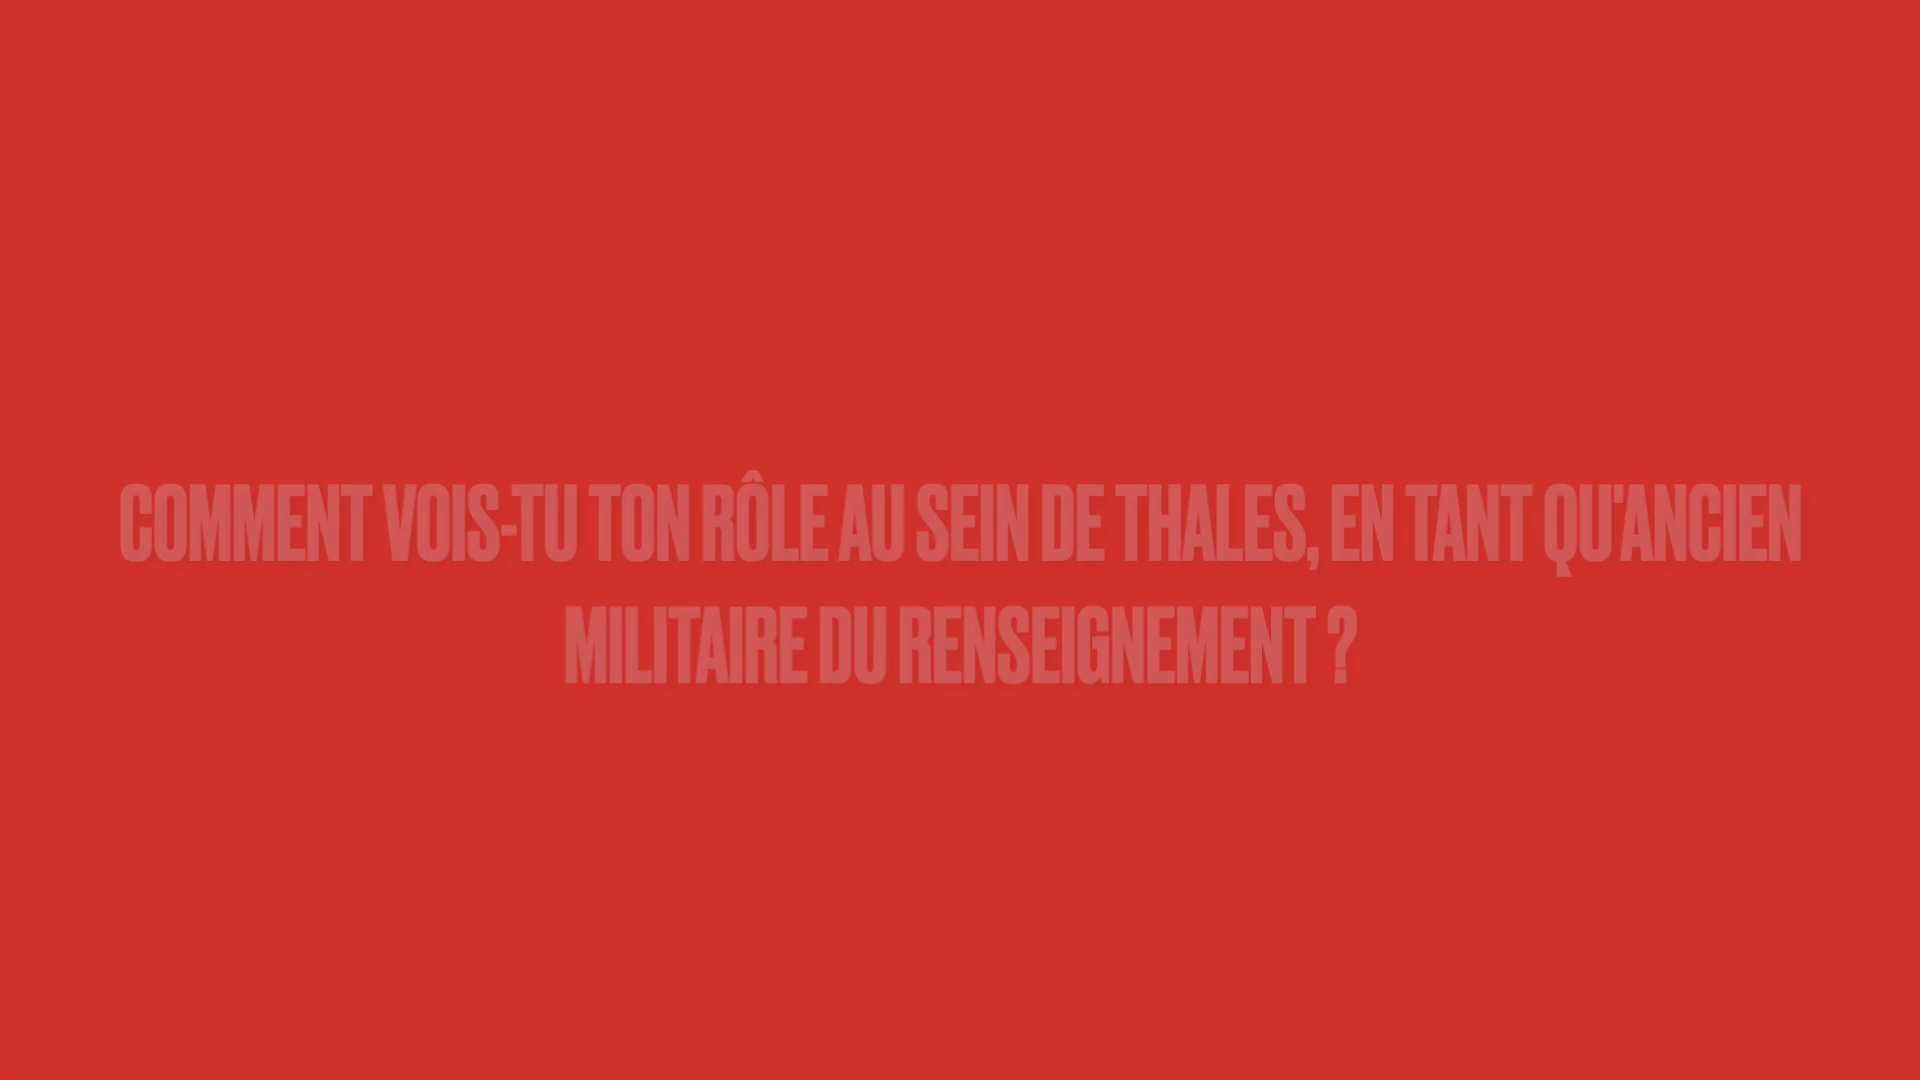 COMMENT VOIS-TU TON RÔLE AU SEIN DE THALES, EN TANT QU'ANCIEN
MILITAIRE DU RENSEIGNEMENT ?